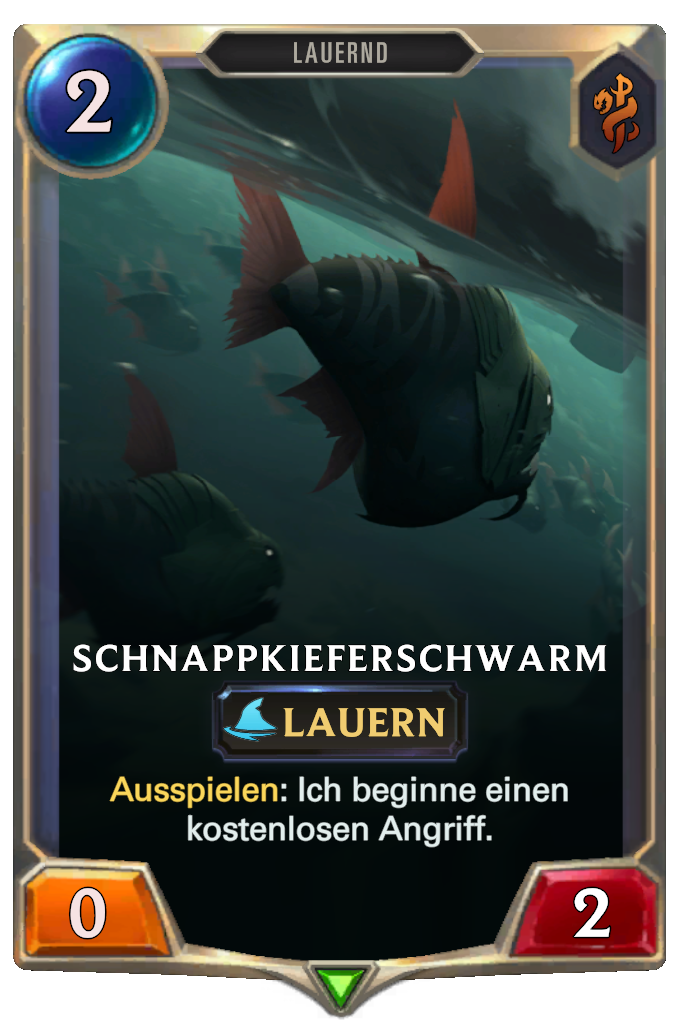 LAUERND
2
SCHNAPPKIEFERSCHWARM
LAUERN
Ausspielen: Ich beginne einen
kostenlosen Angriff.
0
2